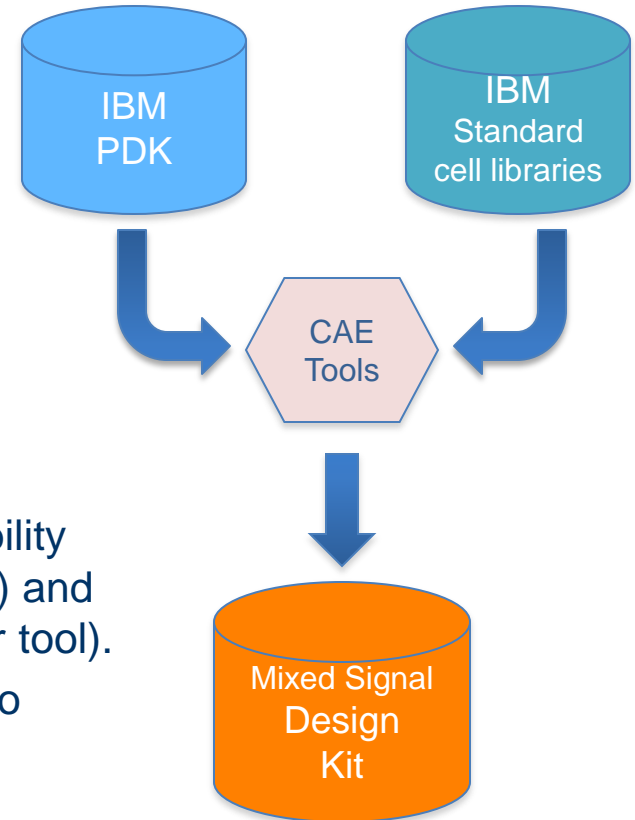 IBM
PDK
IBM
Standard
cell libraries
CAE
Tools
) and
r tool).
Mixed Signal
Design
Kit